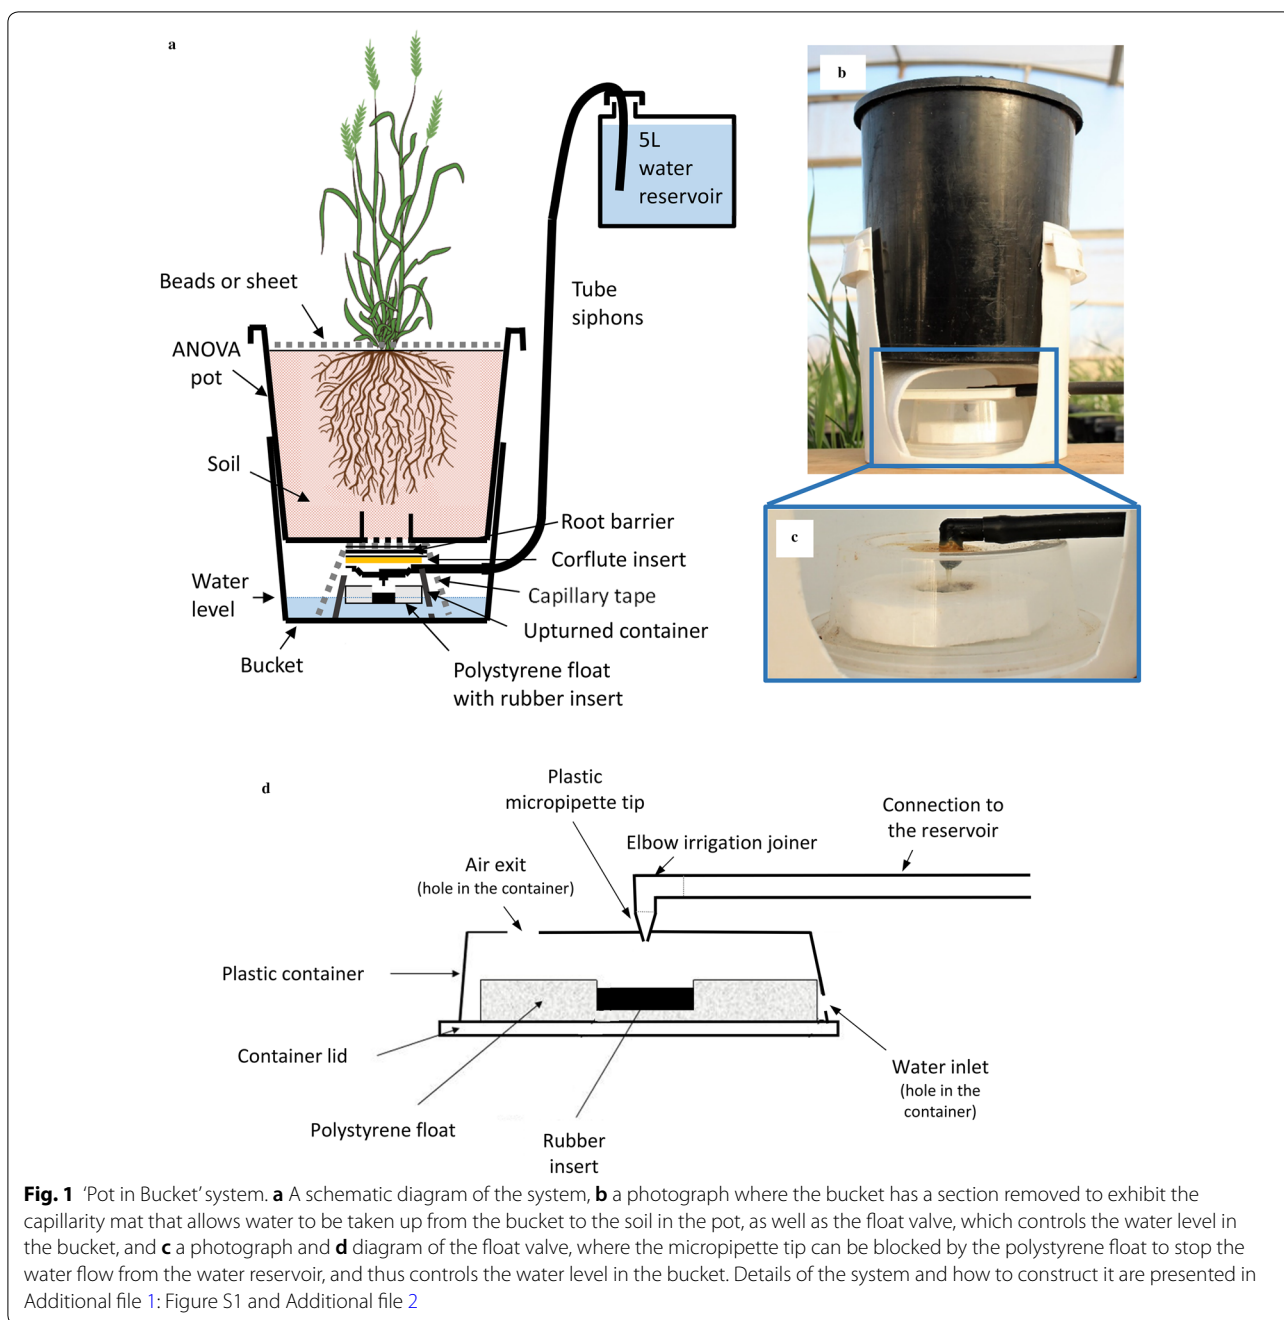 a
b
5L
water
reservoir
Beads or sheet
Tube
siphons
ANOVA
pot
Soil
Root barrier
Corflute insert
Water
level
Capillary tape
Upturned container
Bucket
Polystyrene float
with rubber insert
c
d
Plastic
micropipette tip
Connection to
the reservoir
Elbow irrigation joiner
Air exit
(hole in the container)
Plastic container
Container lid
Water inlet
(hole in the
container)
Polystyrene float
Rubber
insert
Fig. 1 ‘Pot in Bucket’ system. a A schematic diagram of the system, b a photograph where the bucket has a section removed to exhibit the
capillarity mat that allows water to be taken up from the bucket to the soil in the pot, as well as the float valve, which controls the water level in
the bucket, and c a photograph and d diagram of the float valve, where the micropipette tip can be blocked by the polystyrene float to stop the
water flow from the water reservoir, and thus controls the water level in the bucket. Details of the system and how to construct it are presented in
Additional file 1: Figure S1 and Additional file 2